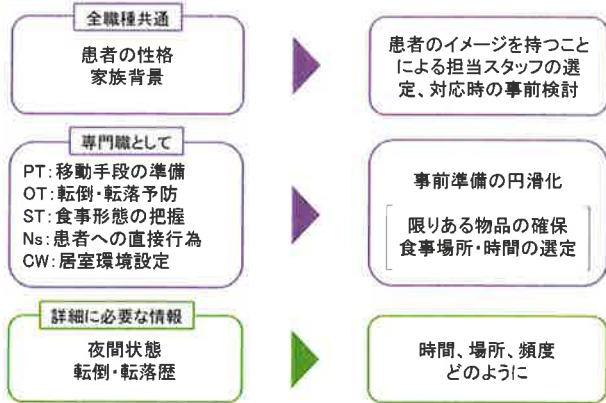 全職種共通
患者の性格
家族背景
患者のイメージを持つこと
による担当スタッフの選
定、対応時の事前検討
専門職として
PT：移動手段の準備
OT：転倒・転落予防
ST：食事形態の把握
Ns：患者への直接行為
CW：居室環境設定
事前準備の円滑化
限りある物品の確保
食事場所・時間の選定
詳細に必要な情報
夜間状態
転倒・転落歴
時間、場所、頻度
どのように